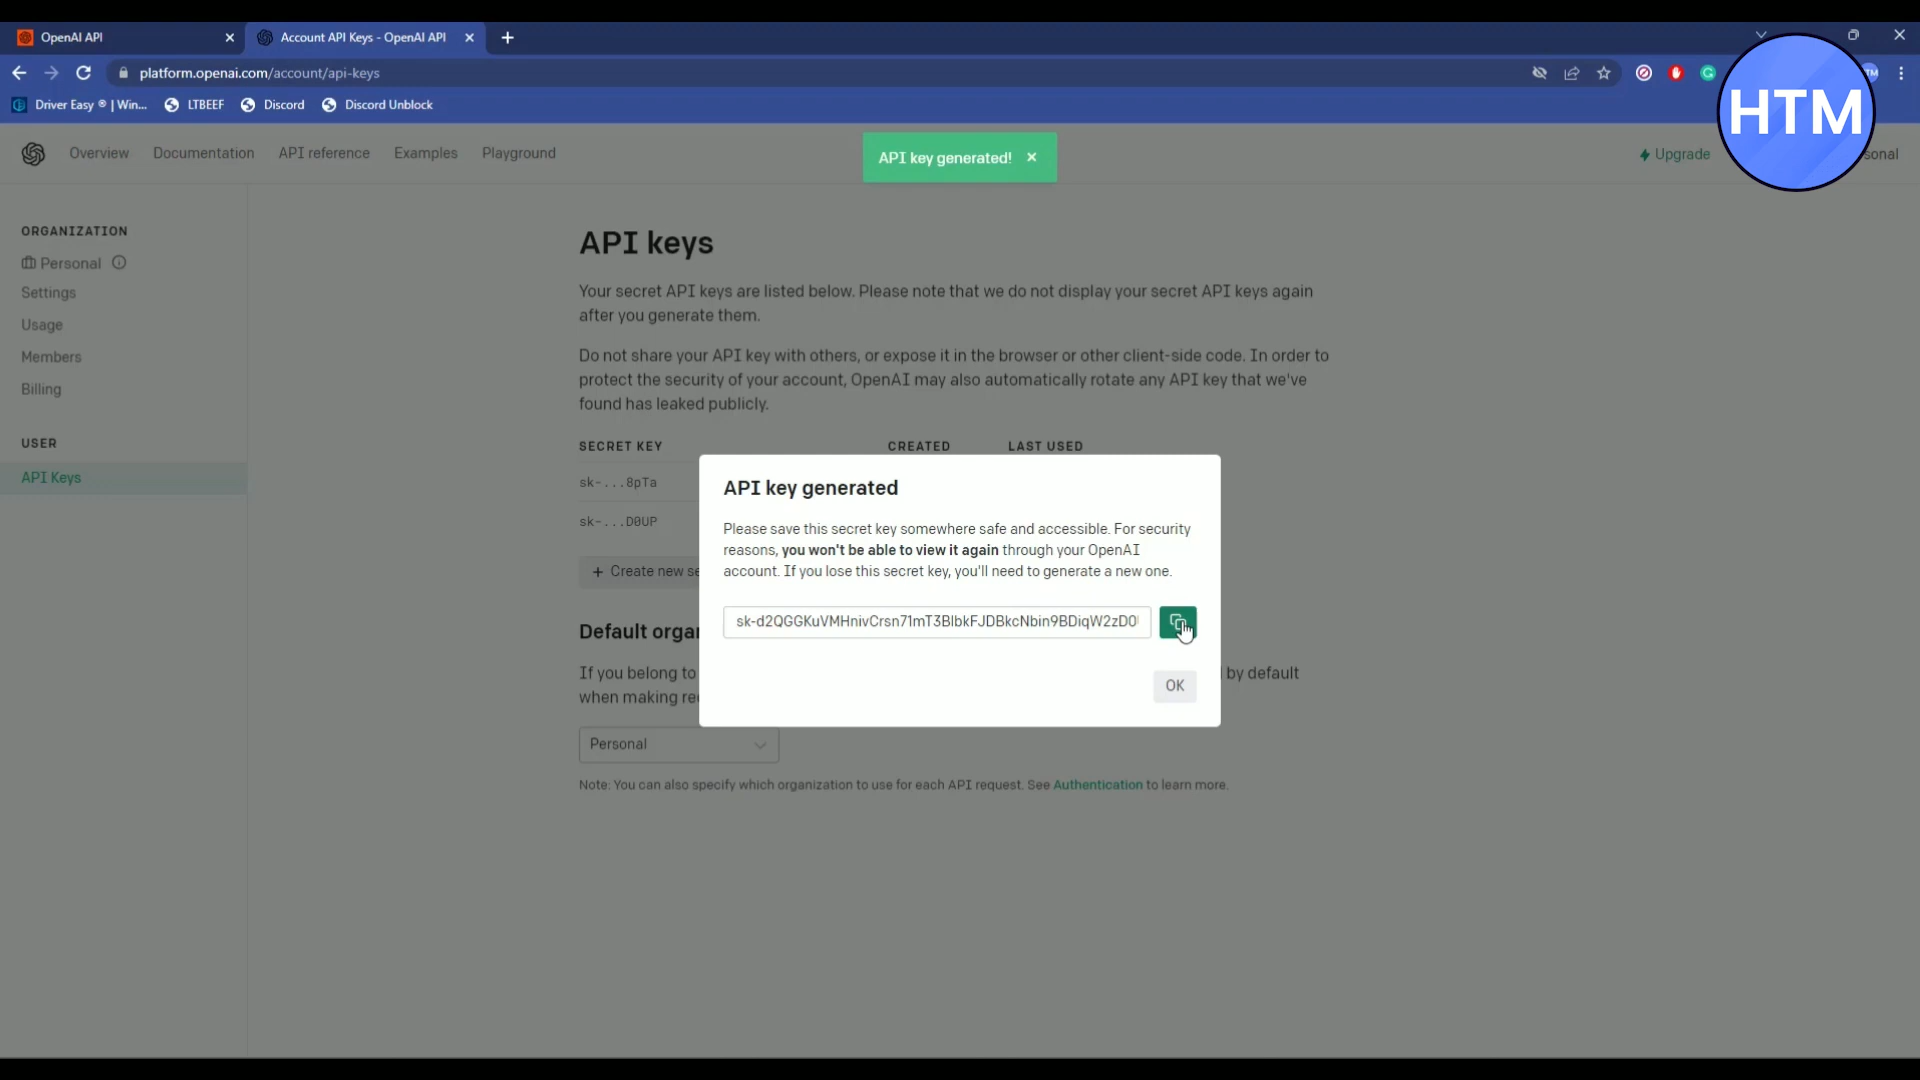 OpenAI API
Account API Keys - OpenAI API
platform.openai.com/account/api-keys
Driver Easy ® | Win...
LTBEEF
Discord
Discord Unblock
HTM
Overview
Documentation
API reference
Examples
Playground
API key generated!
Upgrade
sonal
ORGANIZATION
Personal
Settings
Usage
Members
Billing
USER
API Keys
API keys
Your secret API keys are listed below. Please note that we do not display your secret API keys again
after you generate them.
Do not share your API key with others, or expose it in the browser or other client-side code. In order to
protect the security of your account, OpenAI may also automatically rotate any API key that we've
found has leaked publicly.
SECRET KEY CREATED LAST USED
sk-...8pTa
sk-...D0UP
+ Create new se
API key generated
Please save this secret key somewhere safe and accessible. For security
reasons, you won't be able to view it again through your OpenAI
account. If you lose this secret key, you'll need to generate a new one.
sk-d2QGGKuVMHnivCrsn71mT3BlbkFJDBkcNbin9BDiqW2zD0
OK
Default orga
If you belong to by default
when making re
Personal
Note: You can also specify which organization to use for each API request. See Authentication to learn more.